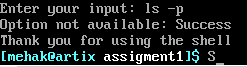 Enter your input: ls -p
Option not available: Success
Thank you for using the shell
[mehak@artix assigment1]$ S